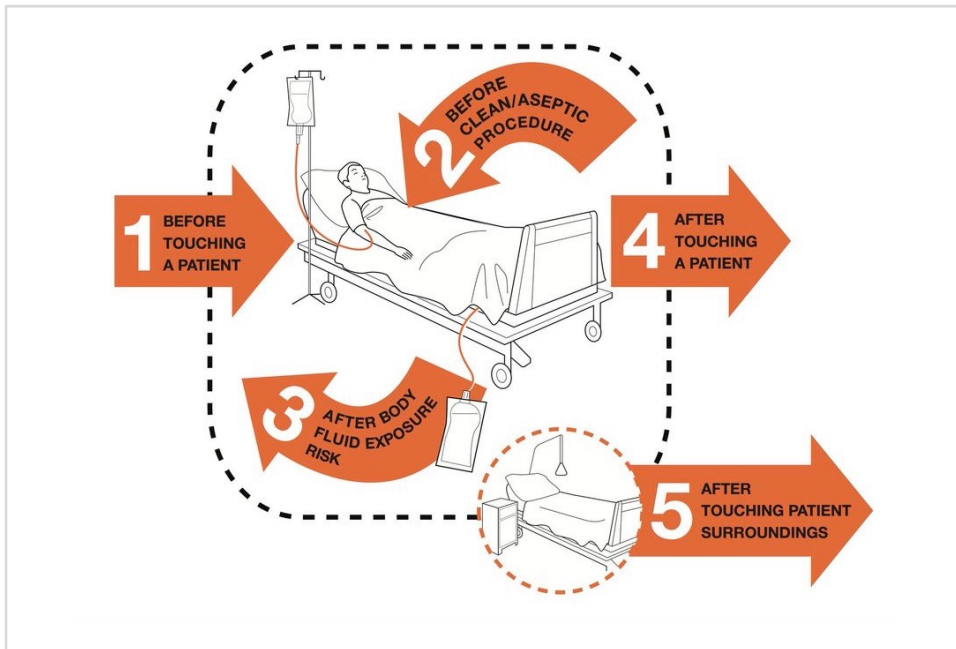 1
BEFORE
TOUCHING
A PATIENT
2
BEFORE
CLEAN/ASEPTIC
PROCEDURE
3
AFTER BODY
FLUID EXPOSURE
RISK
4
AFTER
TOUCHING
A PATIENT
5
AFTER
TOUCHING PATIENT
SURROUNDINGS